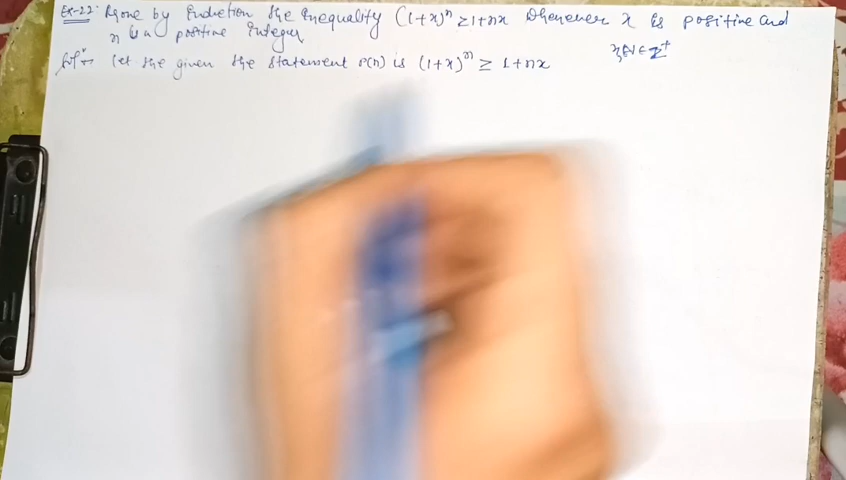 Ex-22: Prove by Induction the Inequality (1+x)ⁿ ≥ 1+nx whenever x is positive and
n is a positive Integer
Solⁿ let the given the statement P(n) is (1+x)ⁿ ≥ 1+nx
∈ Z⁺